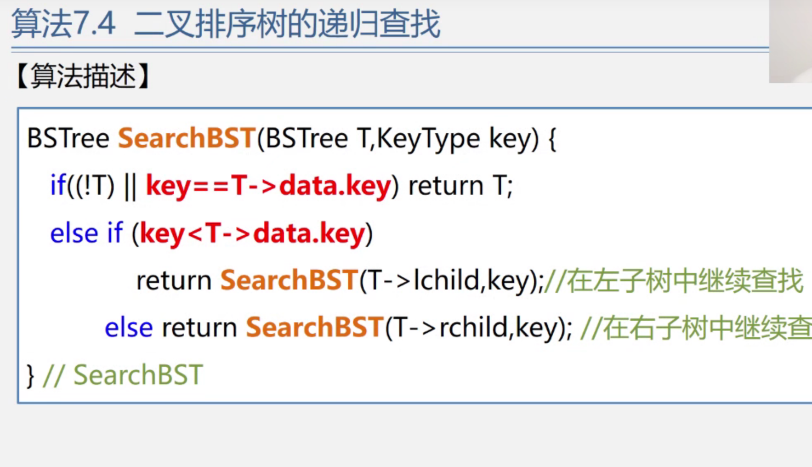 算法7.4 二叉排序树的递归查找
【算法描述】
BSTree SearchBST(BSTree T,KeyType key) {
if((!T) || key==T->data.key) return T;
else if (key<T->data.key)
return SearchBST(T->lchild,key);//在左子树中继续查找
else return SearchBST(T->rchild,key); //在右子树中继续查
} // SearchBST